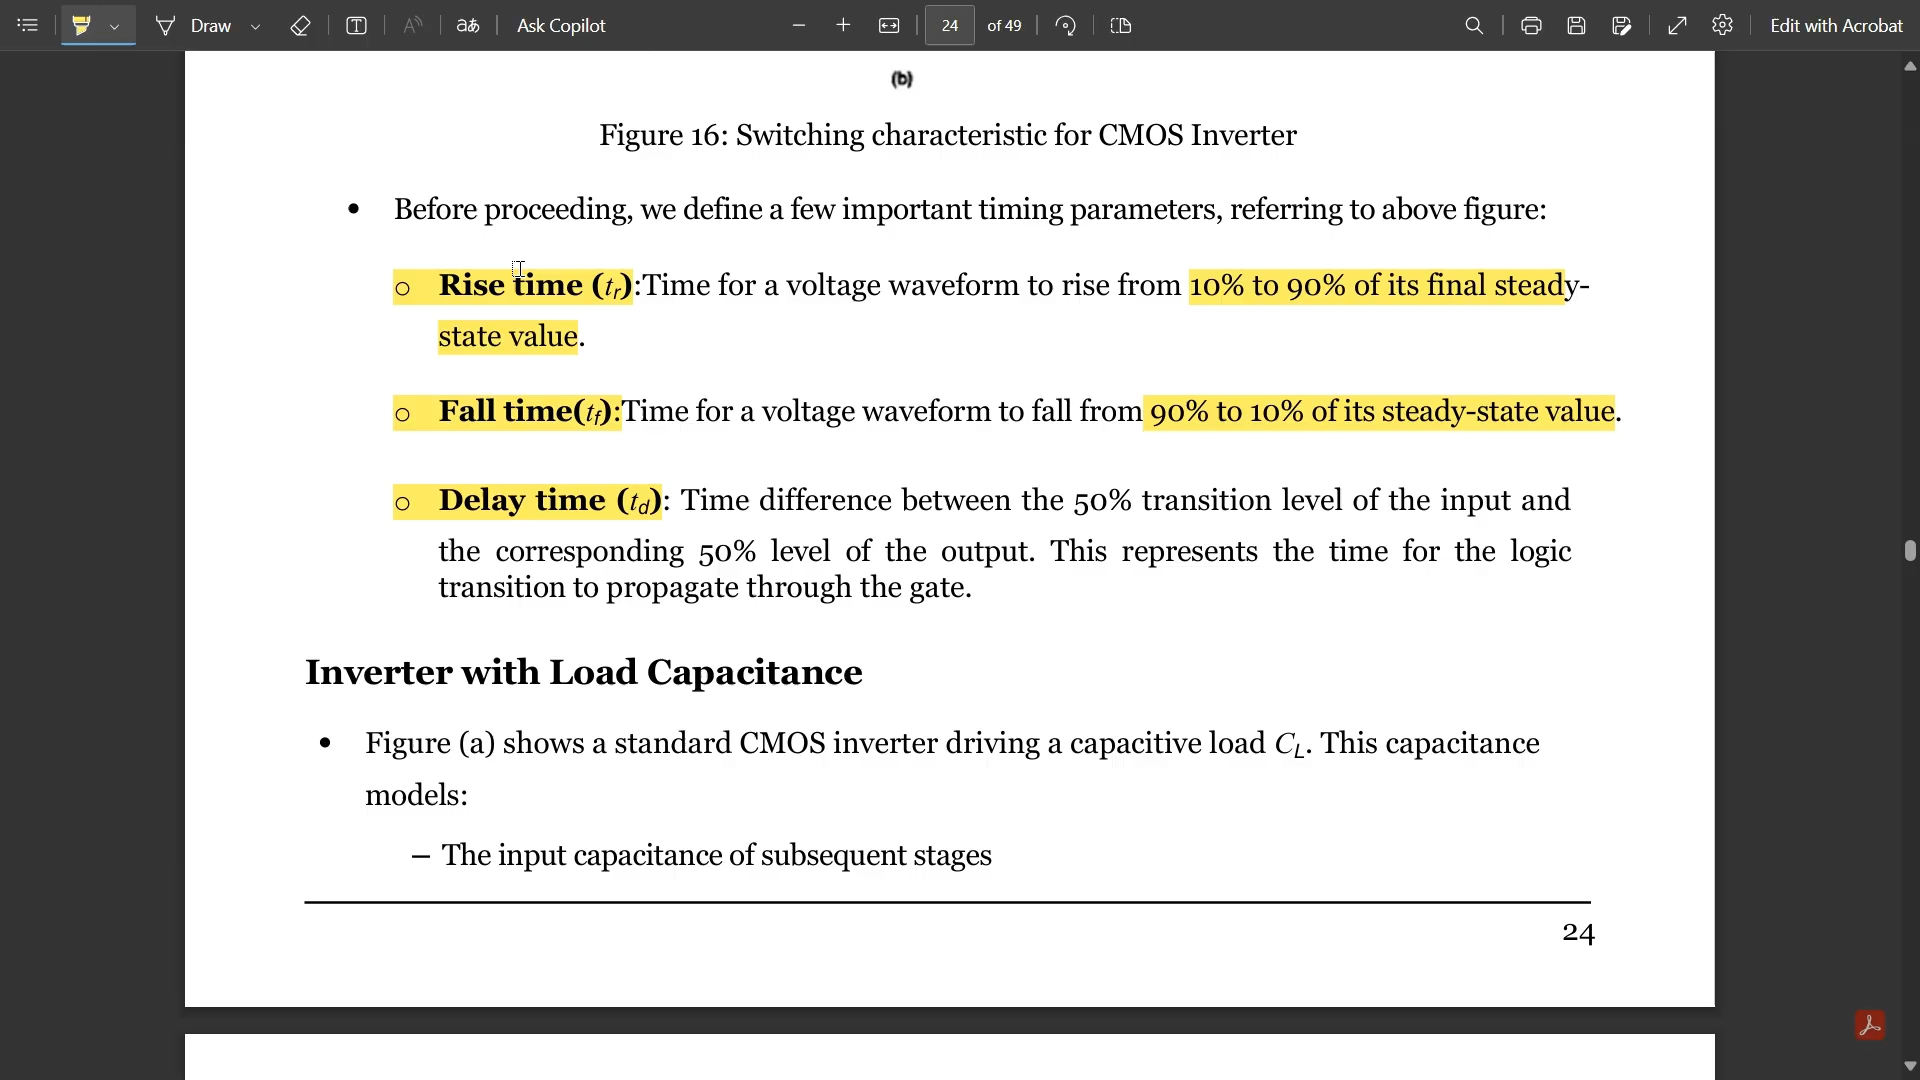 Draw
Ask Copilot
24
of 49
Edit with Acrobat
(b)
Figure 16: Switching characteristic for CMOS Inverter
• Before proceeding, we define a few important timing parameters, referring to above figure:
○ Rise time (tr):Time for a voltage waveform to rise from 10% to 90% of its final steady-
state value.
○ Fall time(tf):Time for a voltage waveform to fall from 90% to 10% of its steady-state value.
○ Delay time (td): Time difference between the 50% transition level of the input and
the corresponding 50% level of the output. This represents the time for the logic
transition to propagate through the gate.
Inverter with Load Capacitance
• Figure (a) shows a standard CMOS inverter driving a capacitive load CL. This capacitance
models:
– The input capacitance of subsequent stages
24